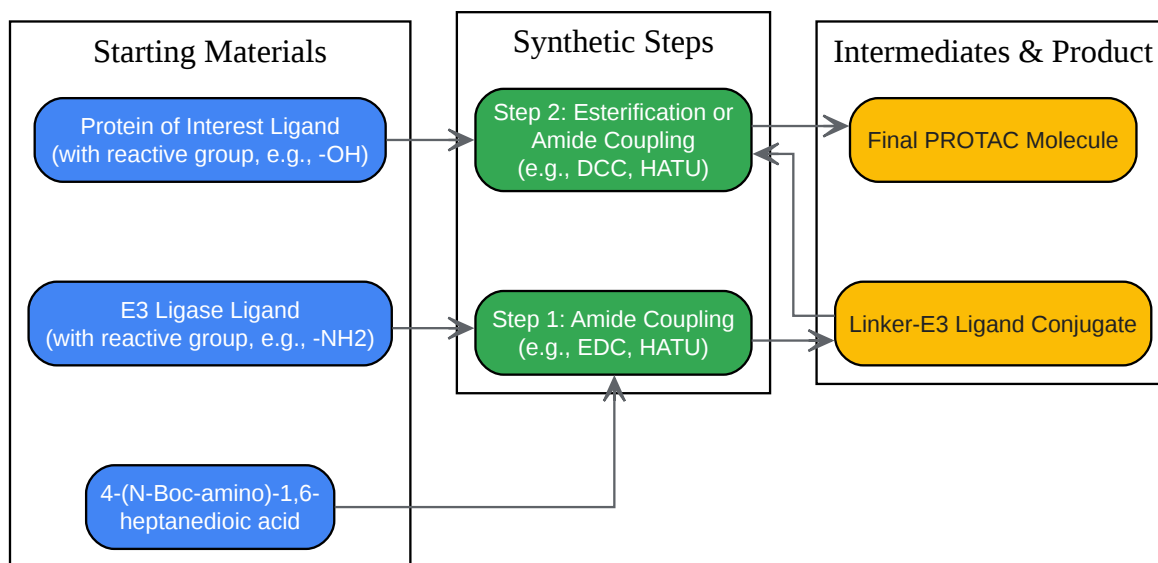 Starting Materials
Protein of Interest Ligand
(with reactive group, e.g., -OH)
E3 Ligase Ligand
(with reactive group, e.g., -NH2)
4-(N-Boc-amino)-1,6-
heptanedioic acid
Synthetic Steps
Step 2: Esterification or
Amide Coupling
(e.g., DCC, HATU)
Step 1: Amide Coupling
(e.g., EDC, HATU)
Intermediates & Product
Final PROTAC Molecule
Linker-E3 Ligand Conjugate